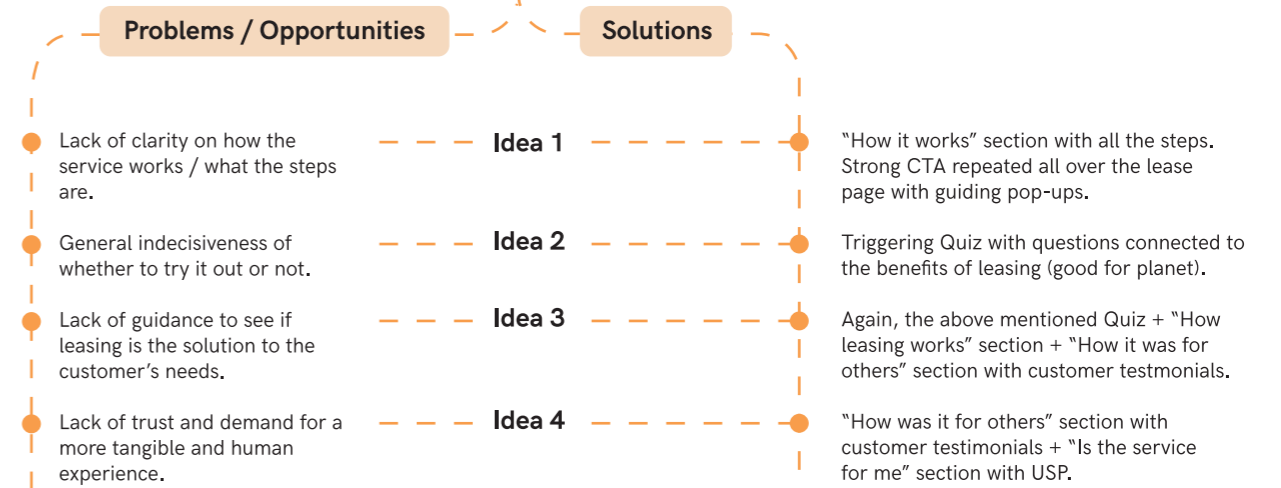 Problems / Opportunities
Solutions
Lack of clarity on how the
service works / what the steps
are.
Idea 1
“How it works” section with all the steps.
Strong CTA repeated all over the lease
page with guiding pop-ups.
General indecisiveness of
whether to try it out or not.
Idea 2
Triggering Quiz with questions connected to
the benefits of leasing (good for planet).
Lack of guidance to see if
leasing is the solution to the
customer’s needs.
Idea 3
Again, the above mentioned Quiz + “How
leasing works” section + “How it was for
others” section with customer testmonials.
Lack of trust and demand for a
more tangible and human
experience.
Idea 4
“How was it for others” section with
customer testimonials + “Is the service
for me” section with USP.